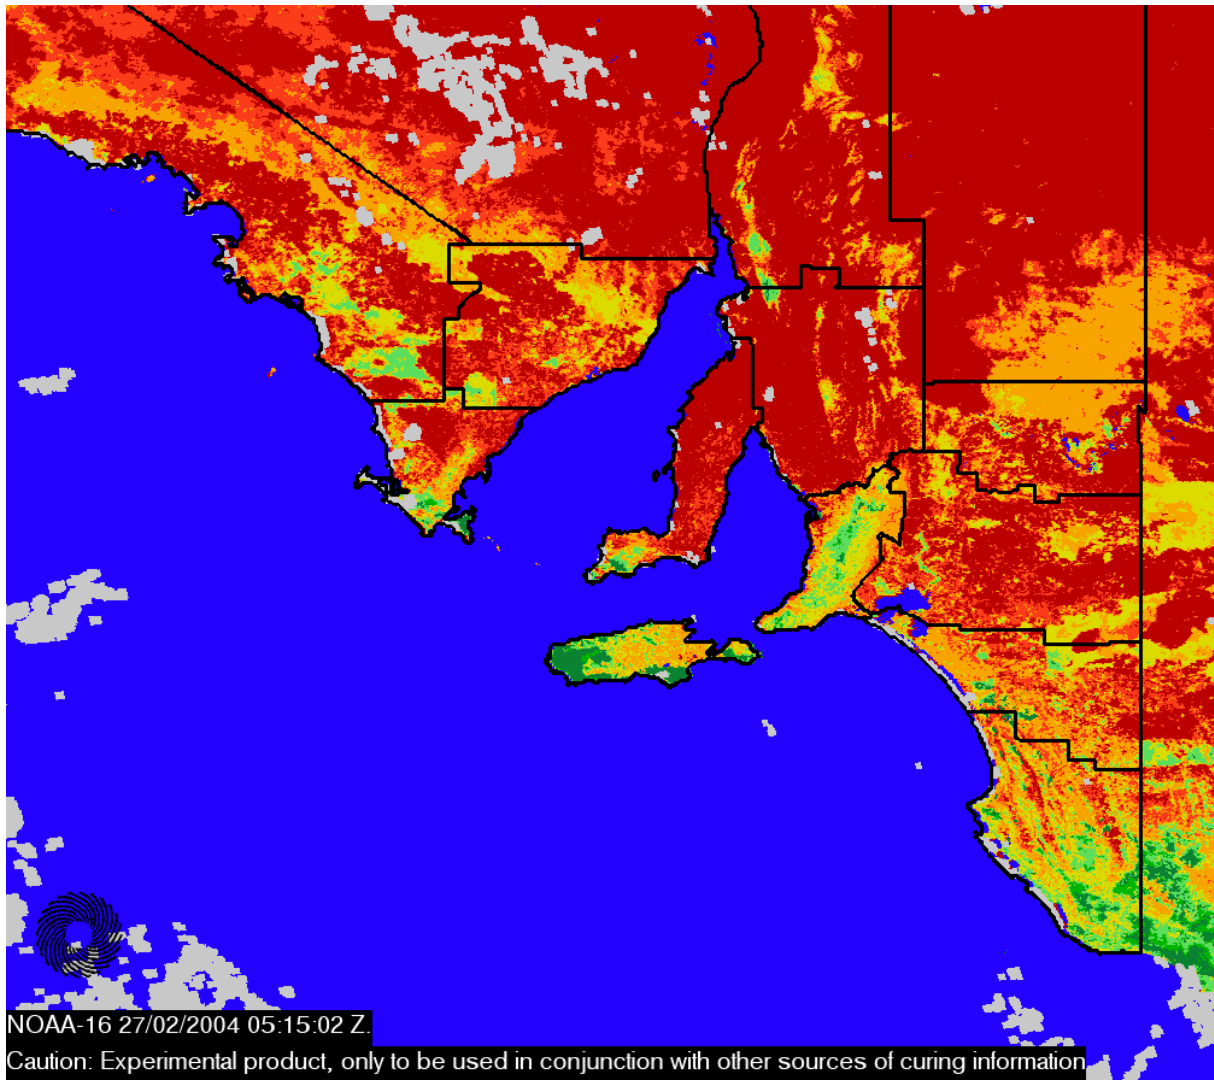 NOAA-16 27/02/2004 05:15:02 Z.
Caution: Experimental product, only to be used in conjunction with other sources of curing information